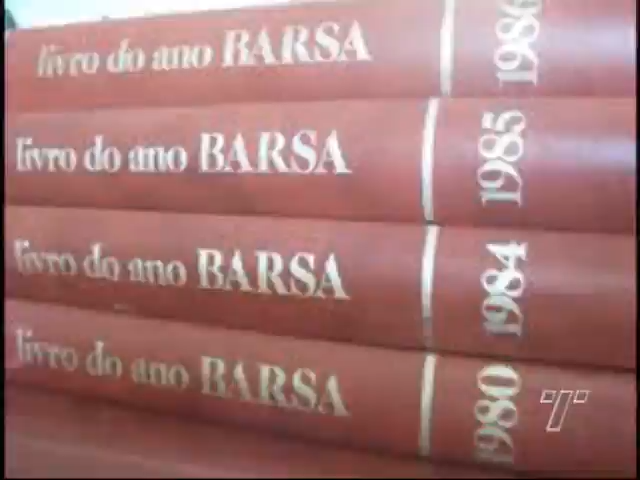 livro do ano BARSA 1986
livro do ano BARSA 1985
livro do ano BARSA 1984
livro do ano BARSA 1980